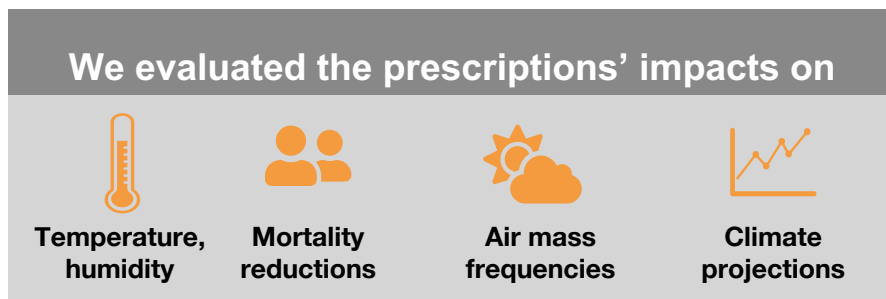 We evaluated the prescriptions’ impacts on
Temperature,
humidity
Mortality
reductions
Air mass
frequencies
Climate
projections